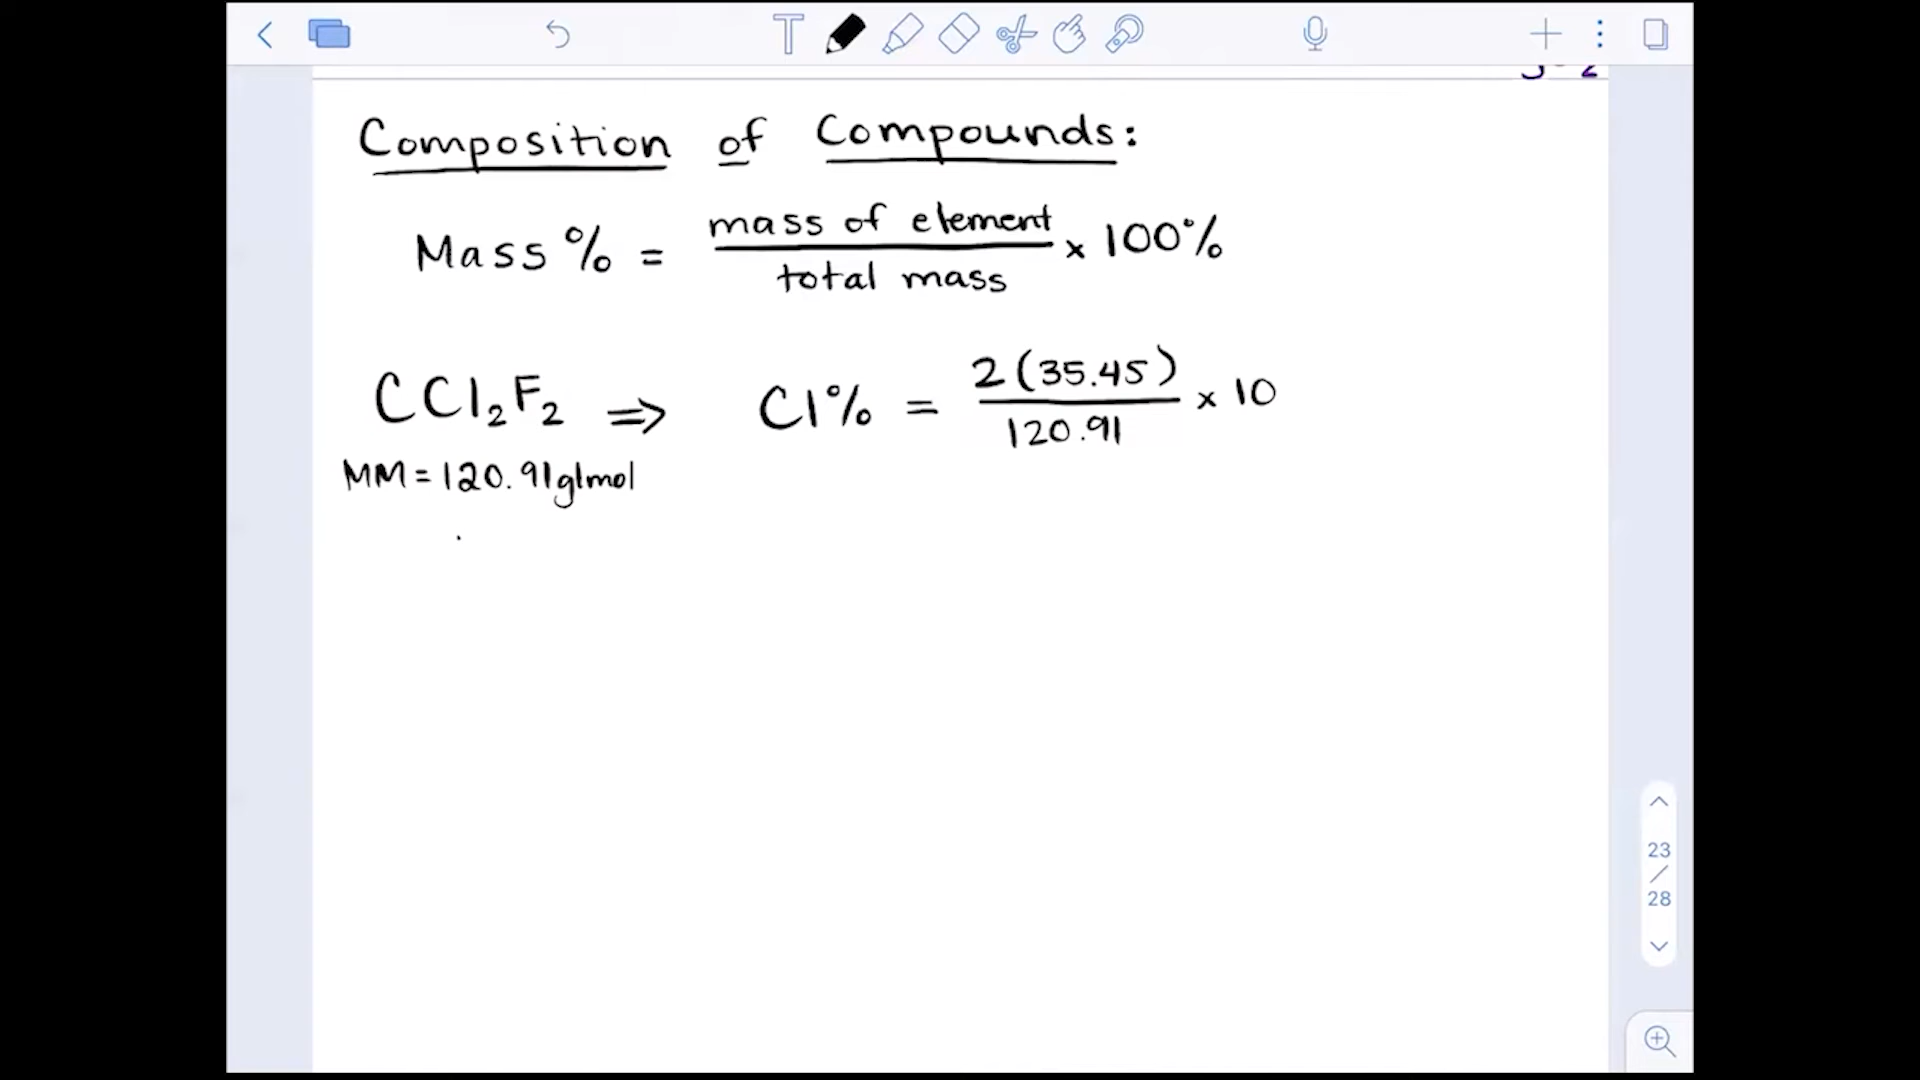 Composition of Compounds:
Mass % = mass of element / total mass x 100%
CCl₂F₂ ⇒ Cl% = 2(35.45) / 120.91 x 10
MM = 120.91 g/mol
23
/
28